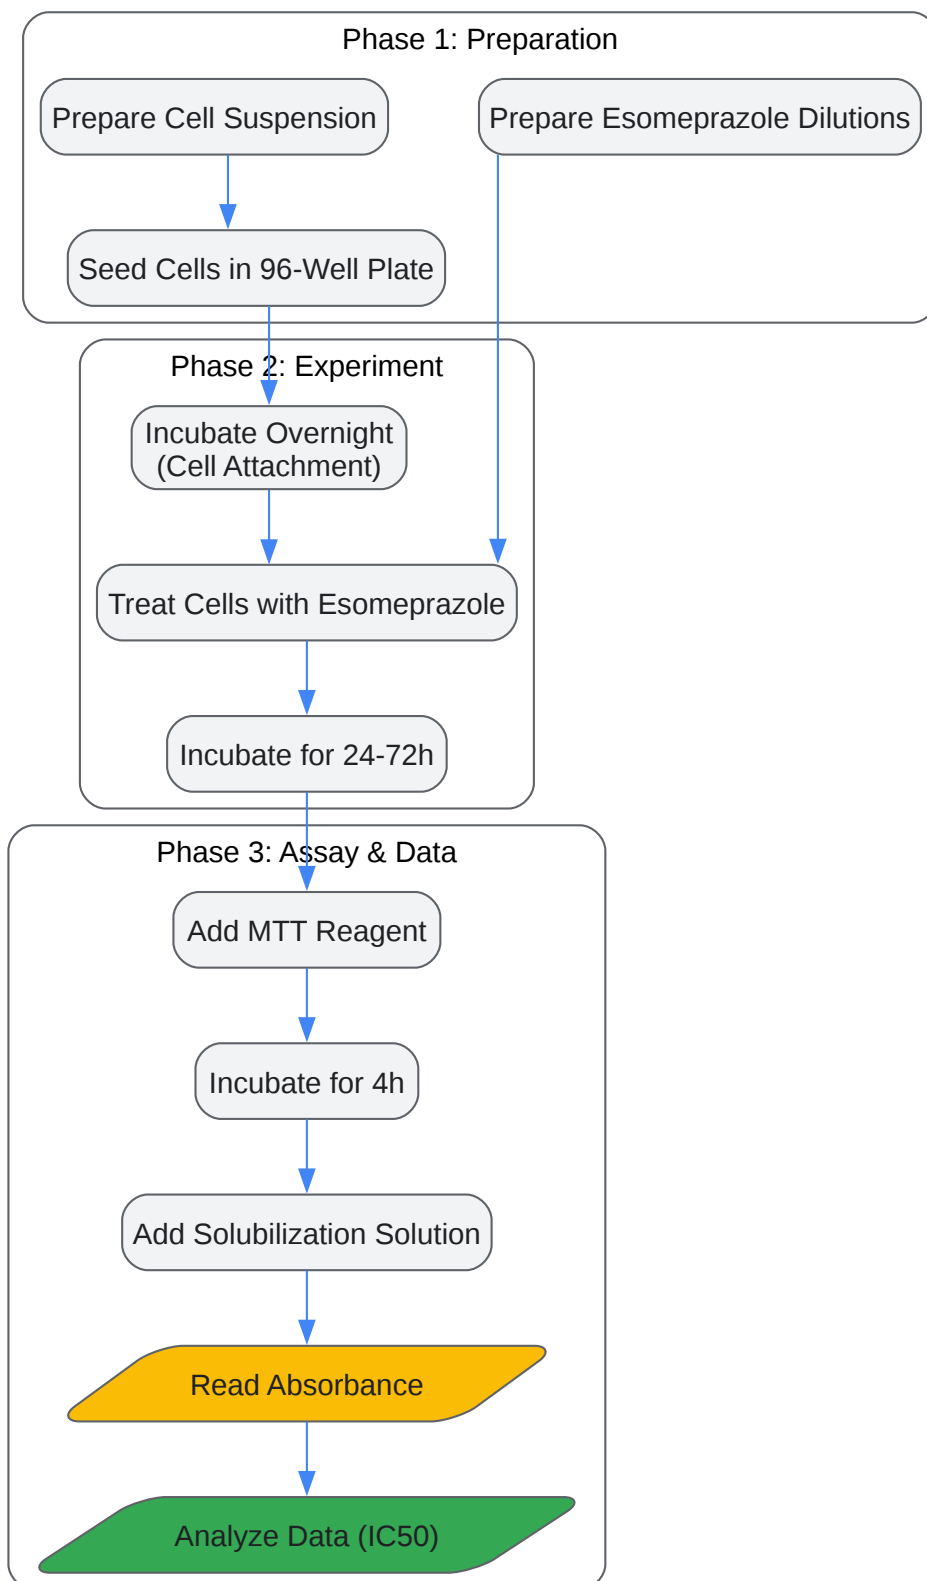 Phase 1: Preparation
Prepare Cell Suspension
Prepare Esomeprazole Dilutions
Seed Cells in 96-Well Plate
Phase 2: Experiment
Incubate Overnight
(Cell Attachment)
Treat Cells with Esomeprazole
Incubate for 24-72h
Phase 3: Assay & Data
Add MTT Reagent
Incubate for 4h
Add Solubilization Solution
Read Absorbance
Analyze Data (IC50)